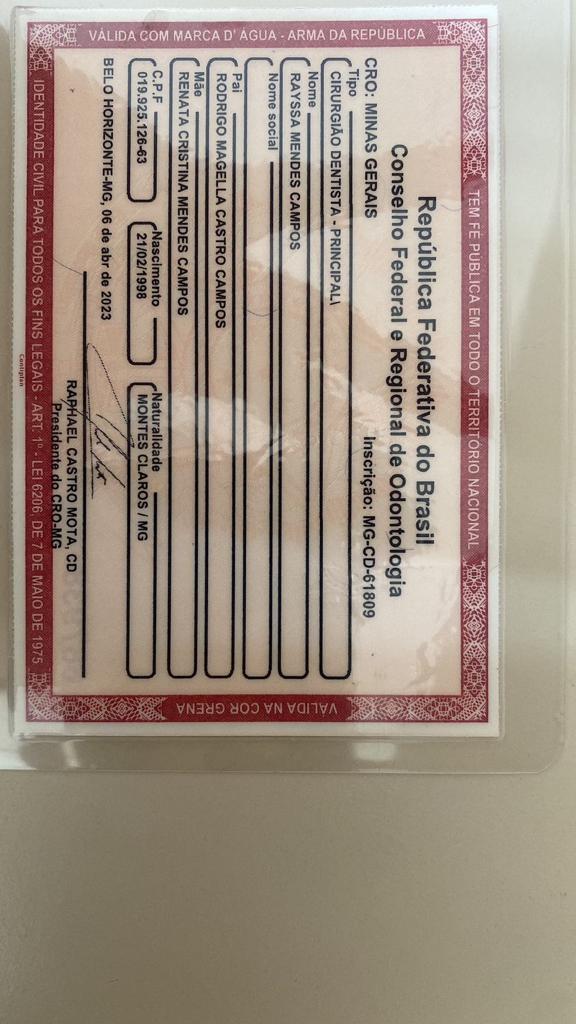 VÁLIDA COM MARCA D' ÁGUA - ARMA DA REPÚBLICA
TEM FÉ PÚBLICA EM TODO O TERRITÓRIO NACIONAL
República Federativa do Brasil
Conselho Federal e Regional de Odontologia
CRO: MINAS GERAIS Inscrição: MG-CD-61809
Tipo
CIRURGIÃO DENTISTA - PRINCIPAL\
Nome
RAYSSA MENDES CAMPOS
Nome social
Pai
RODRIGO MAGELLA CASTRO CAMPOS
Mãe
RENATA CRISTINA MENDES CAMPOS
C.P.F Nascimento Naturalidade
019.925.126-63 21/02/1998 MONTES CLAROS / MG
BELO HORIZONTE-MG, 06 de abr de 2023
RAPHAEL CASTRO MOTA, CD
Presidente do CRO-MG
IDENTIDADE CIVIL PARA TODOS OS FINS LEGAIS - ART. 1º - LEI 6206, DE 7 DE MAIO DE 1975
VÁLIDA NA COR GRENÁ
Contiplan